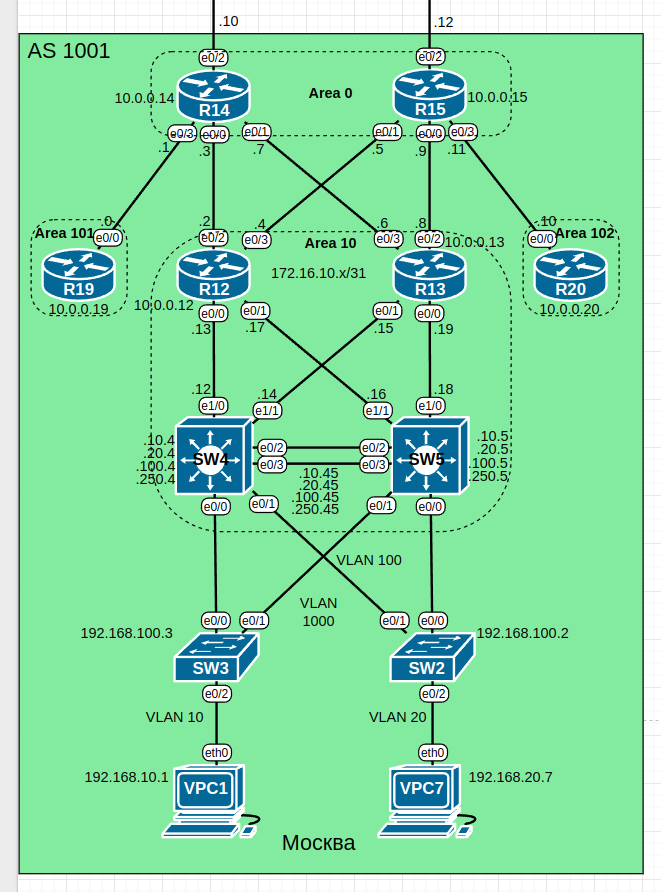 .10
.12
AS 1001
e0/2
e0/2
Area 0
R14
R15
10.0.0.14
10.0.0.15
e0/3
e0/0
e0/1
e0/1
e0/0
e0/3
.1
.3
.7
.5
.9
.11
.0
.2
.4
.6
.8
.10
Area 101
e0/0
e0/2
e0/3
Area 10
e0/3
e0/2
10.0.0.13
e0/0
Area 102
R19
R12
172.16.10.x/31
R13
R20
10.0.0.19
10.0.0.12
10.0.0.20
e0/0
e0/1
e0/1
e0/0
.13
.17
.15
.19
.12
.14
.16
.18
e1/0
e1/1
e1/1
e1/0
SW4
SW5
.10.4
.20.4
.100.4
.250.4
e0/2
e0/2
e0/3
e0/3
.10.5
.20.5
.100.5
.250.5
.10.45
.20.45
.100.45
.250.45
e0/0
e0/1
e0/1
e0/0
VLAN 100
VLAN
1000
e0/0
e0/1
e0/1
e0/0
192.168.100.3
192.168.100.2
SW3
SW2
e0/2
e0/2
VLAN 10
VLAN 20
eth0
eth0
192.168.10.1
192.168.20.7
VPC1
VPC7
Москва